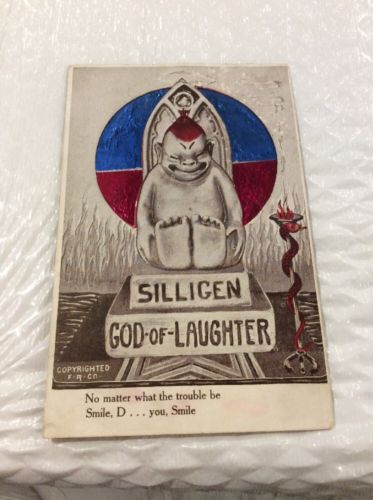 SILLIGEN
GOD-OF-LAUGHTER
COPYRIGHTED
F·R·CO
No matter what the trouble be
Smile, D . . . you, Smile